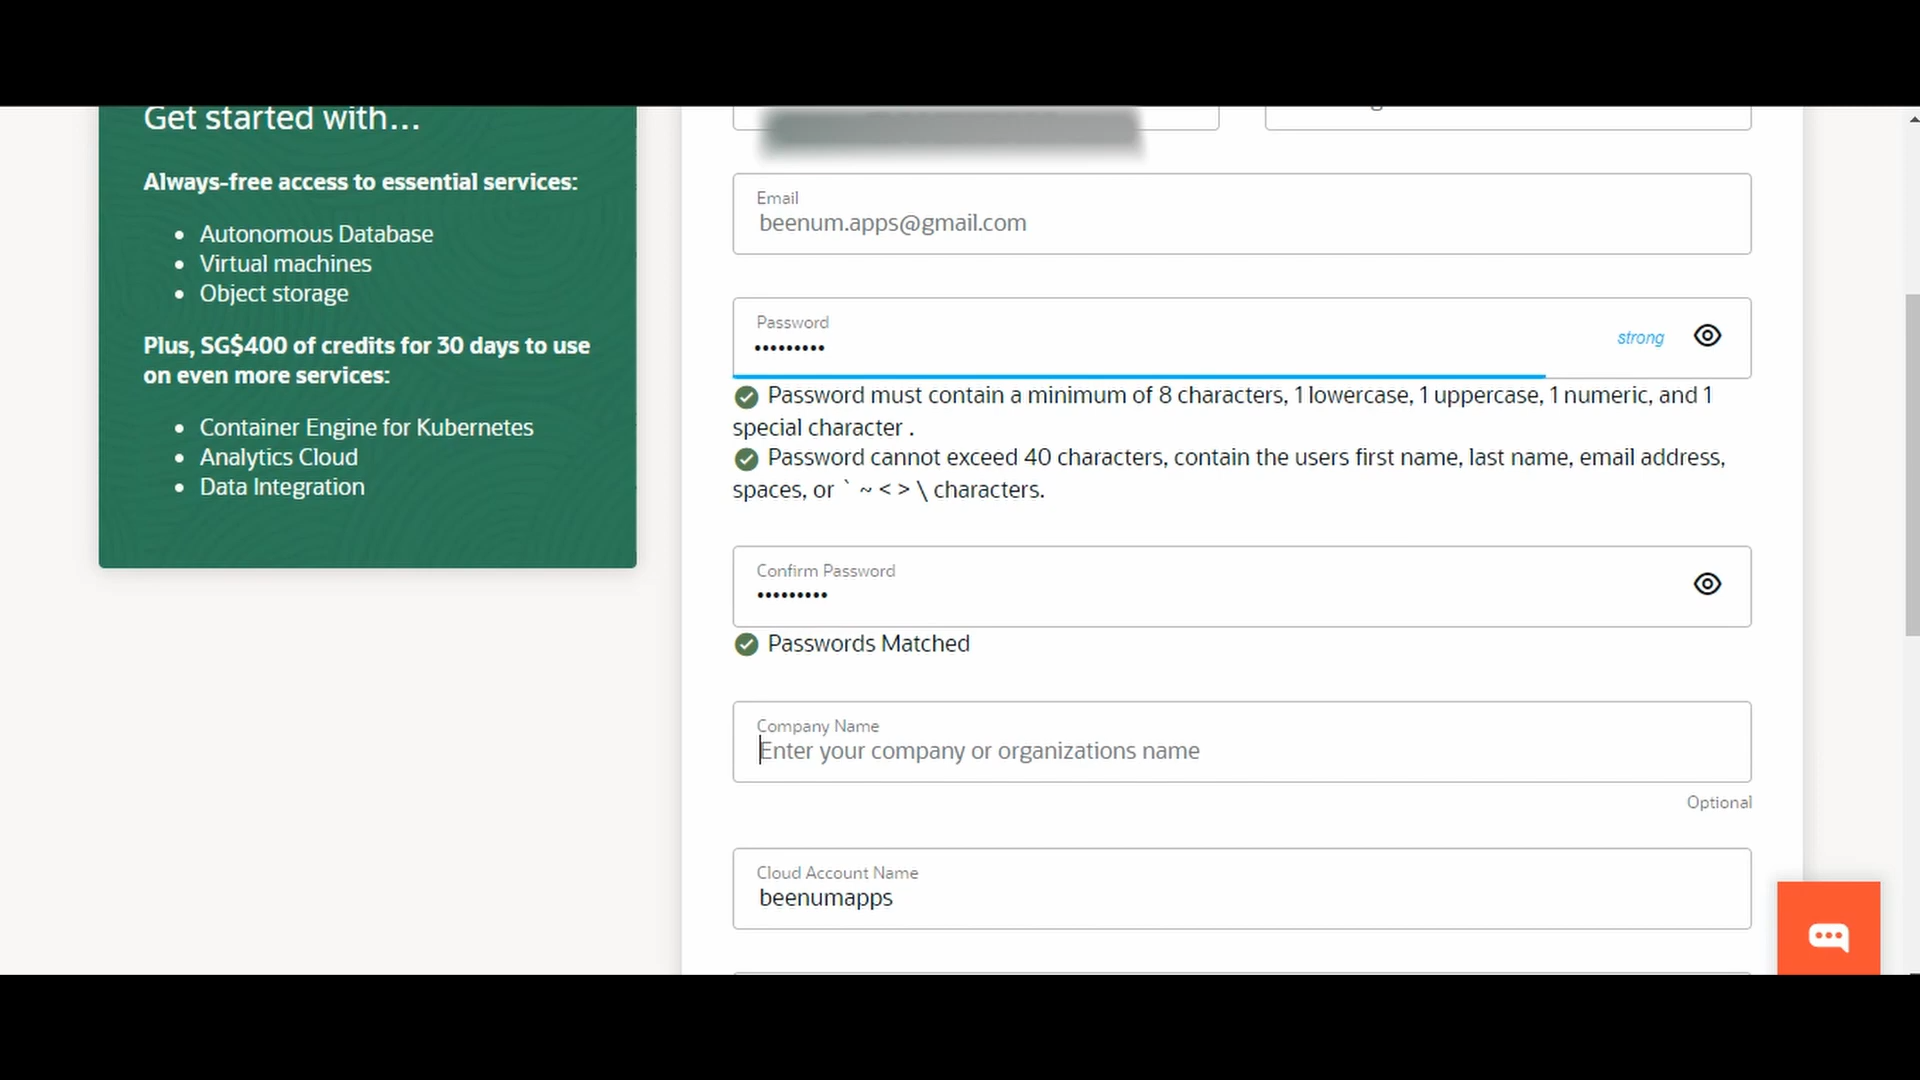 Get started with...
Always-free access to essential services:
• Autonomous Database
• Virtual machines
• Object storage
Plus, SG$400 of credits for 30 days to use
on even more services:
• Container Engine for Kubernetes
• Analytics Cloud
• Data Integration
Email
beenum.apps@gmail.com
Password
•••••••••
strong
Password must contain a minimum of 8 characters, 1 lowercase, 1 uppercase, 1 numeric, and 1
special character .
Password cannot exceed 40 characters, contain the users first name, last name, email address,
spaces, or ` ~ < > \ characters.
Confirm Password
•••••••••
Passwords Matched
Company Name
Enter your company or organizations name
Optional
Cloud Account Name
beenumapps